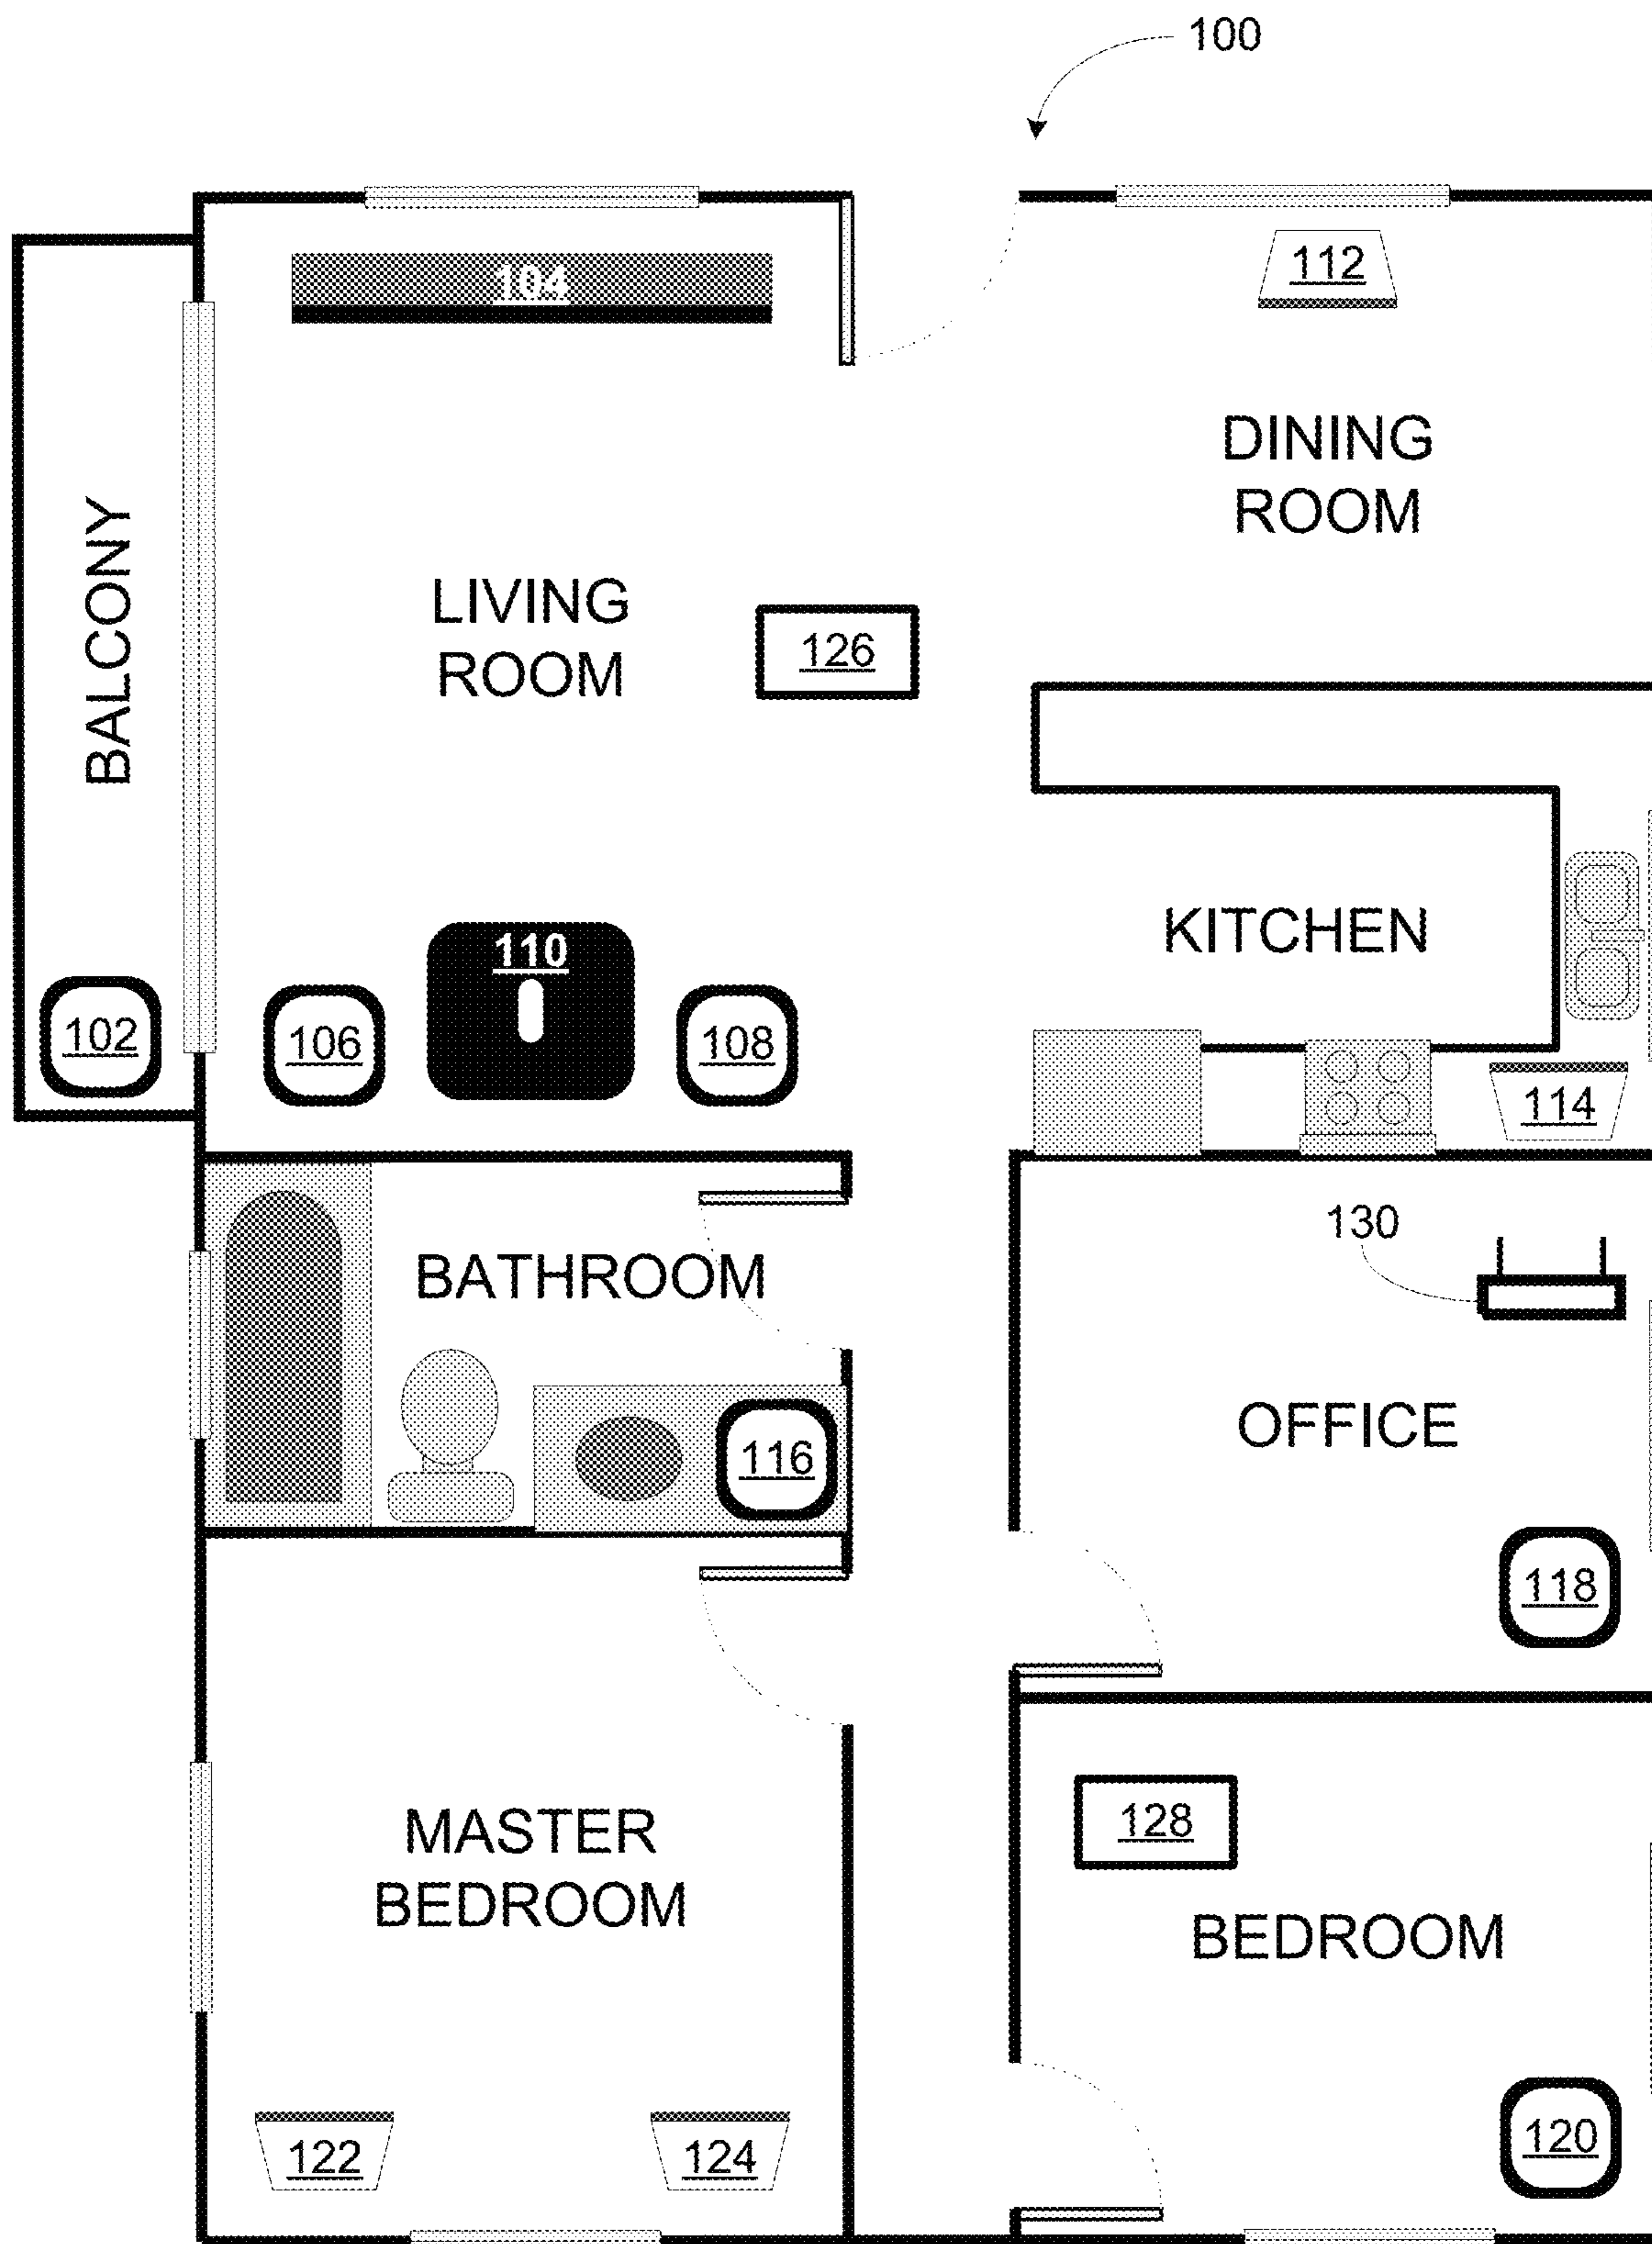 100
104
112
DINING
ROOM
BALCONY
LIVING
ROOM
126
KITCHEN
110
102
106
108
114
130
BATHROOM
OFFICE
116
118
MASTER
BEDROOM
128
BEDROOM
122
124
120